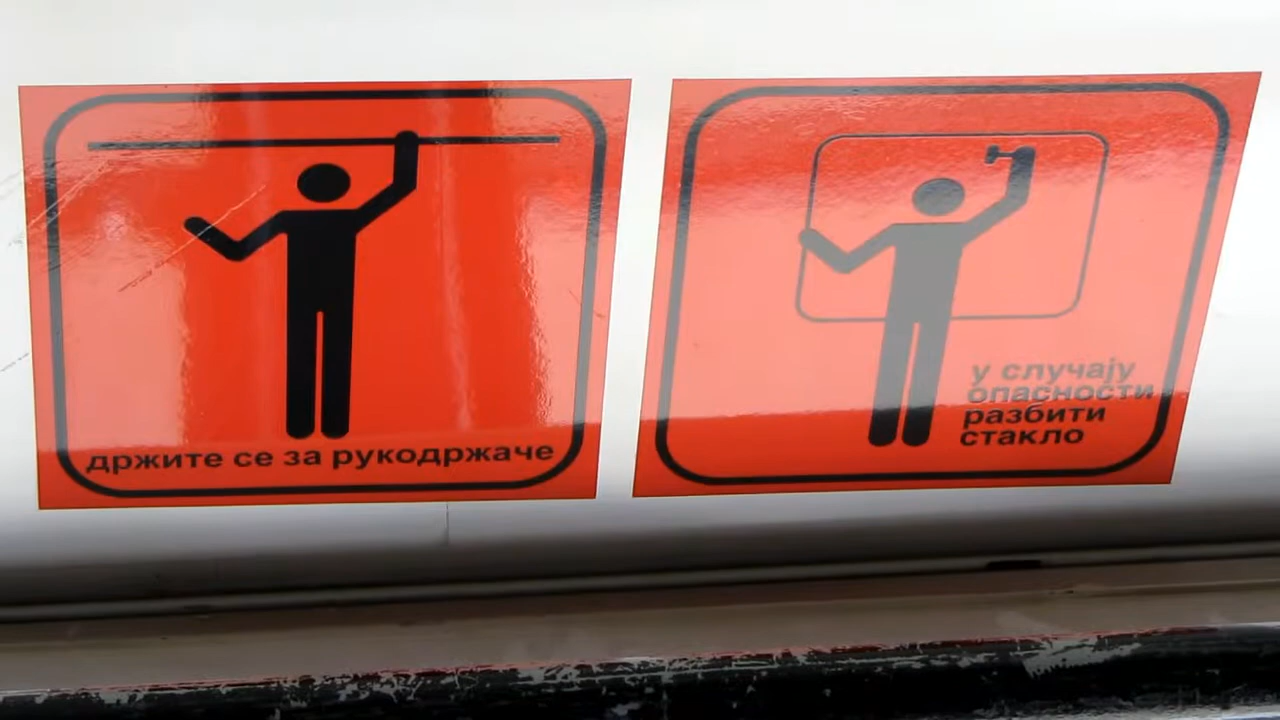 држите се за рукодржаче
у случају
опасности
разбити
стакло